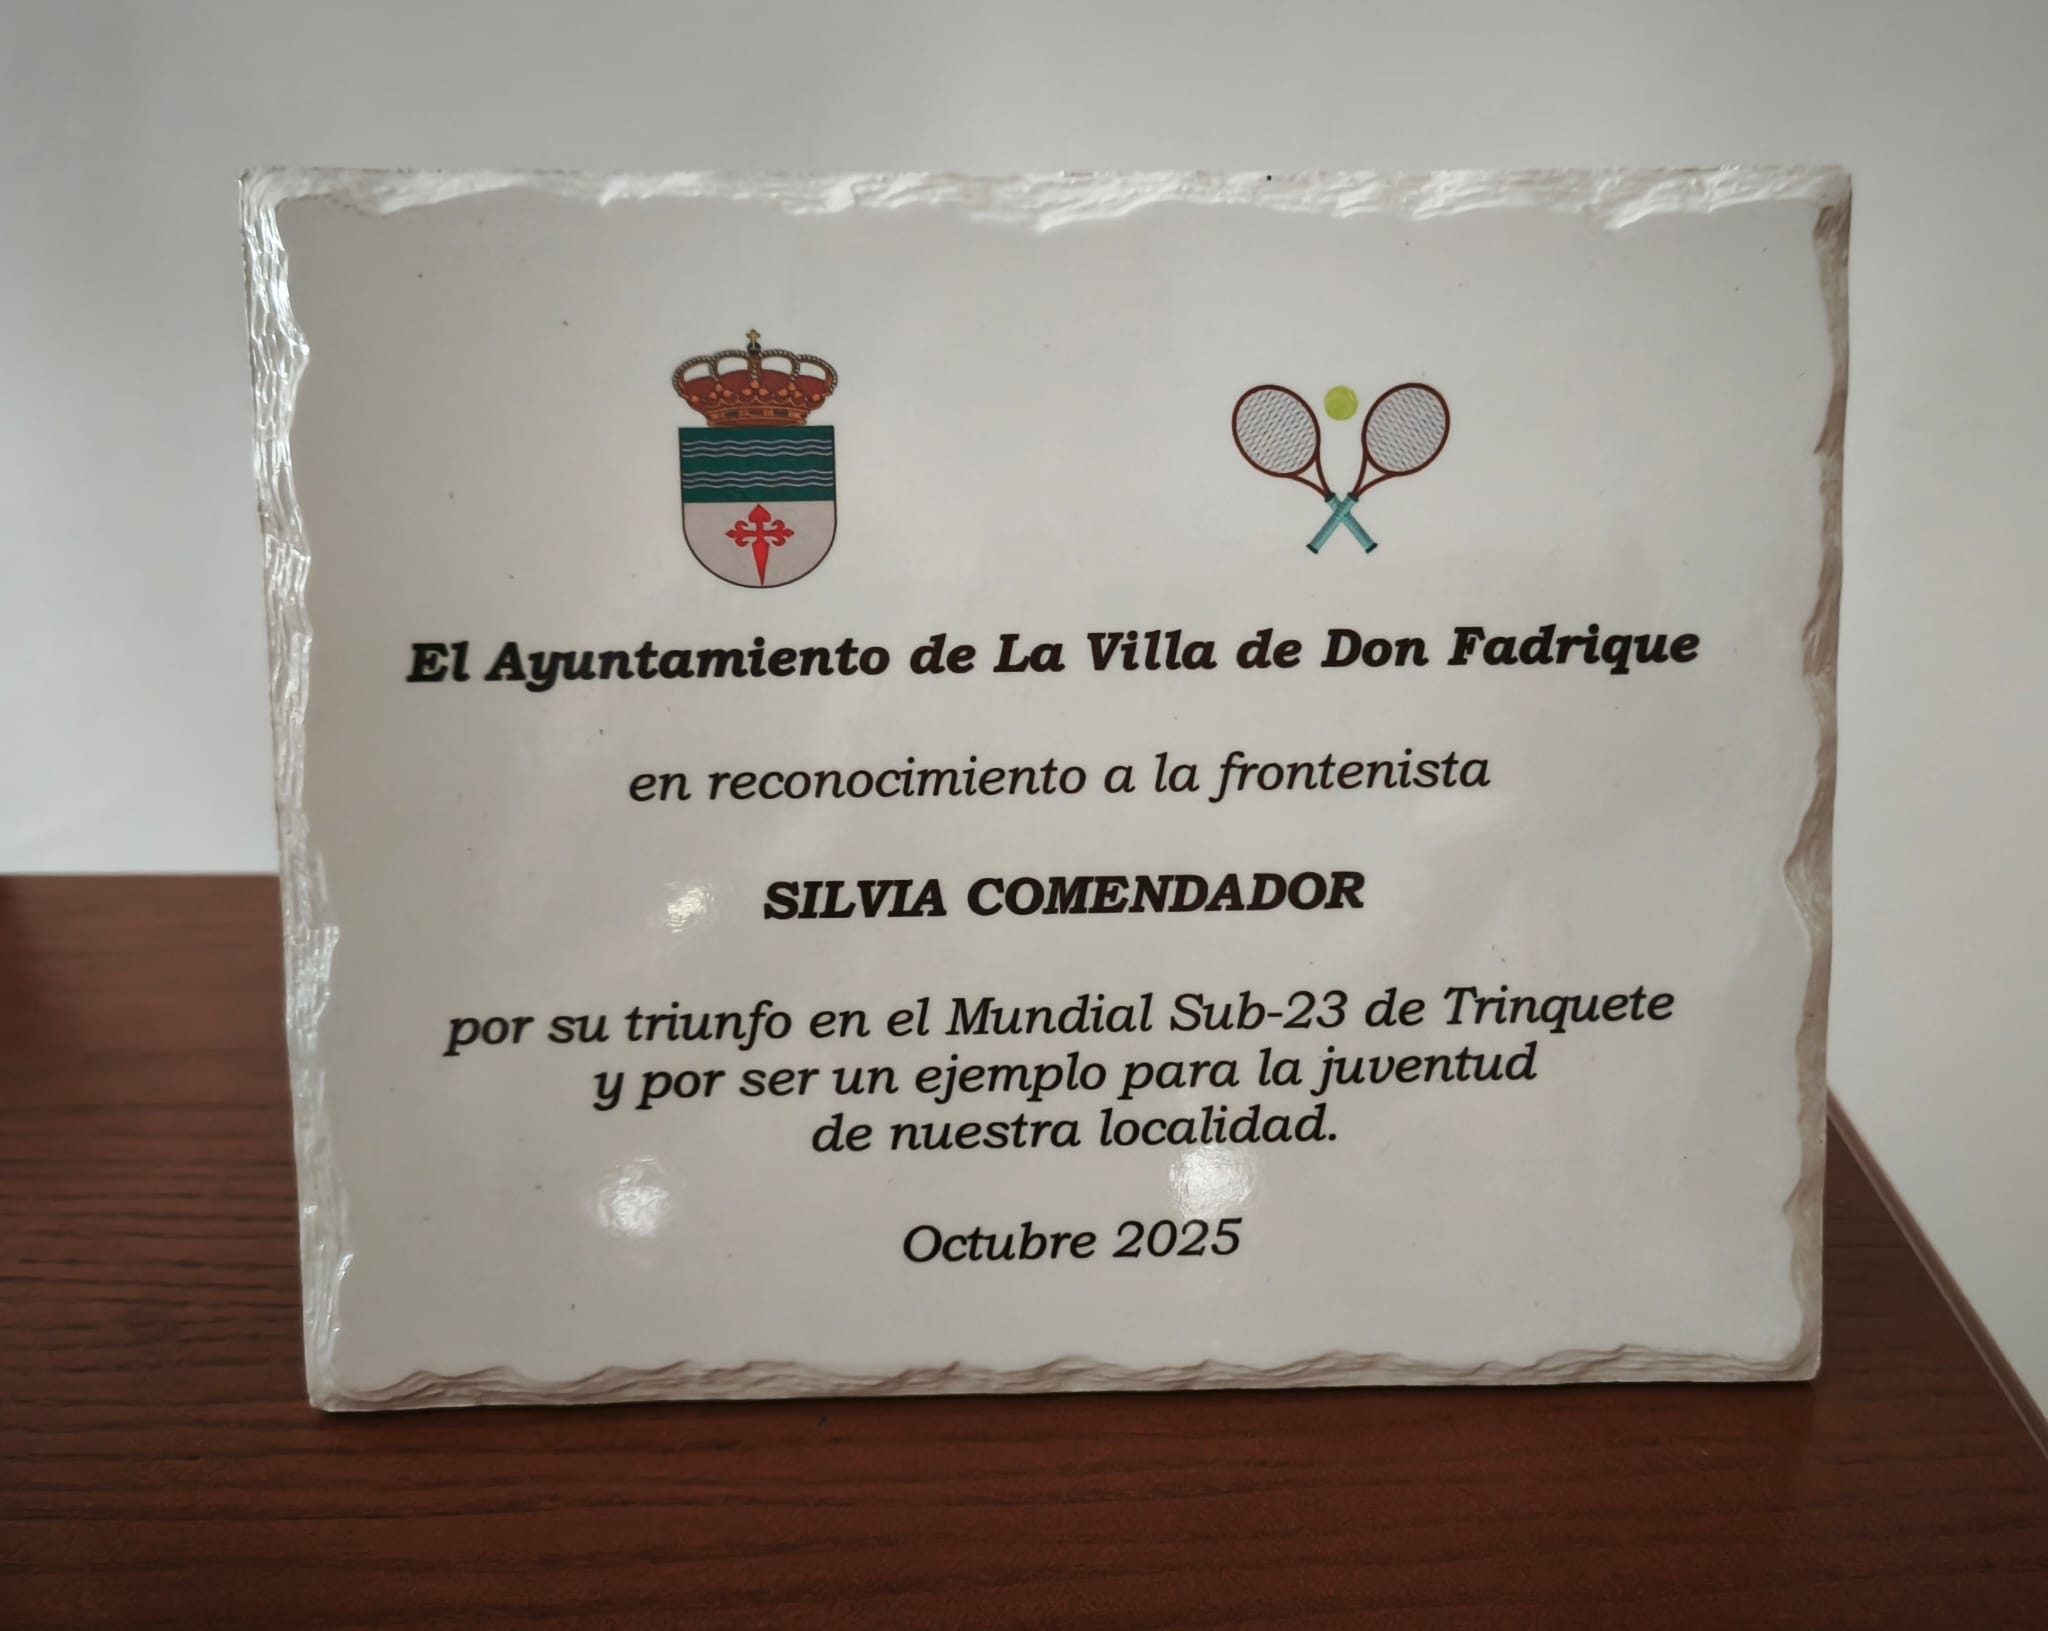 El Ayuntamiento de La Villa de Don Fadrique
en reconocimiento a la frontenista
SILVIA COMENDADOR
por su triunfo en el Mundial Sub-23 de Trinquete
y por ser un ejemplo para la juventud
de nuestra localidad.
Octubre 2025